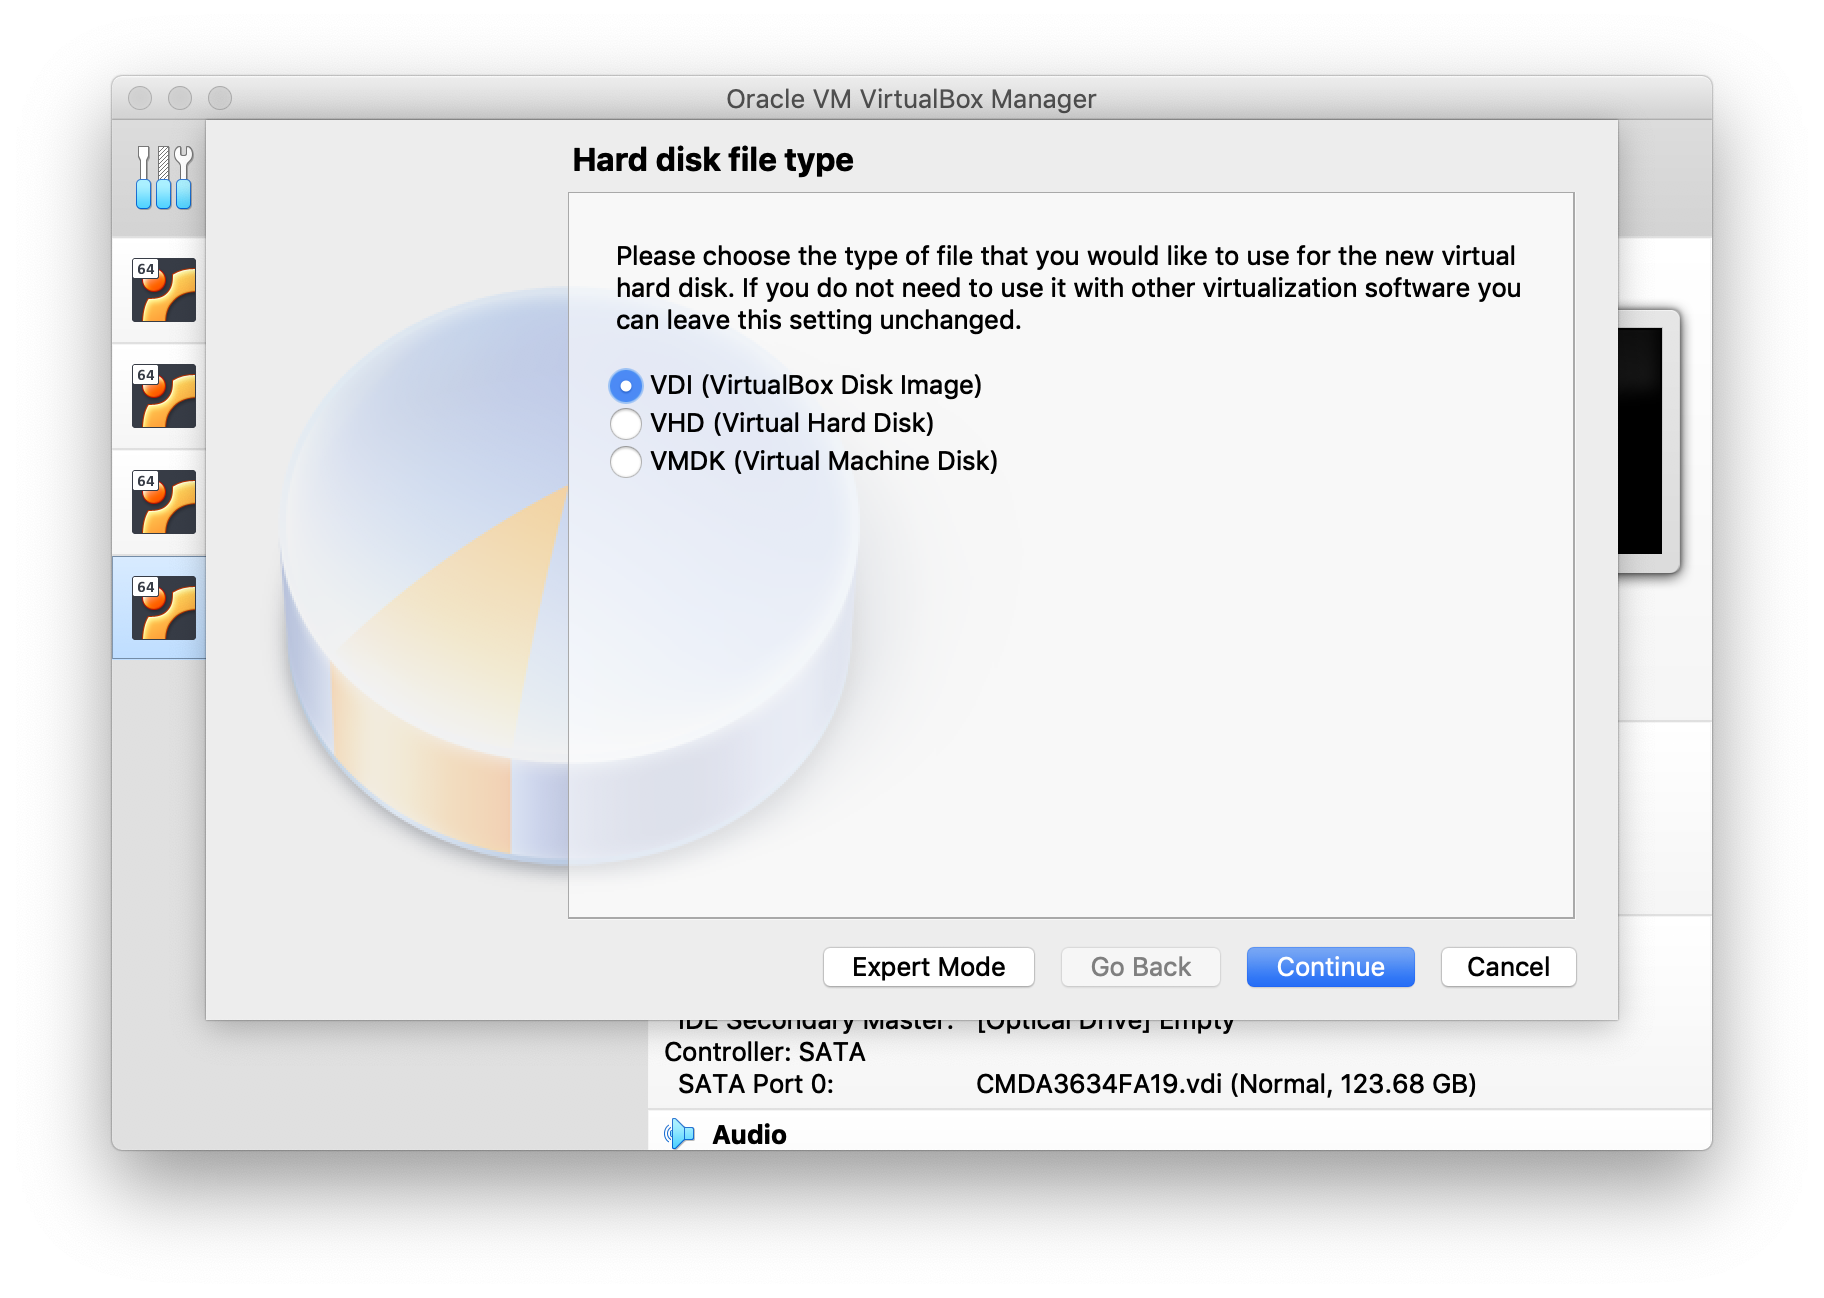 Oracle VM VirtualBox Manager
Hard disk file type
Please choose the type of file that you would like to use for the new virtual
hard disk. If you do not need to use it with other virtualization software you
can leave this setting unchanged.
VDI (VirtualBox Disk Image)
VHD (Virtual Hard Disk)
VMDK (Virtual Machine Disk)
64
64
64
64
Expert Mode
Go Back
Continue
Cancel
IDE Secondary Master: [Optical Drive] Empty
Controller: SATA
SATA Port 0: CMDA3634FA19.vdi (Normal, 123.68 GB)
Audio